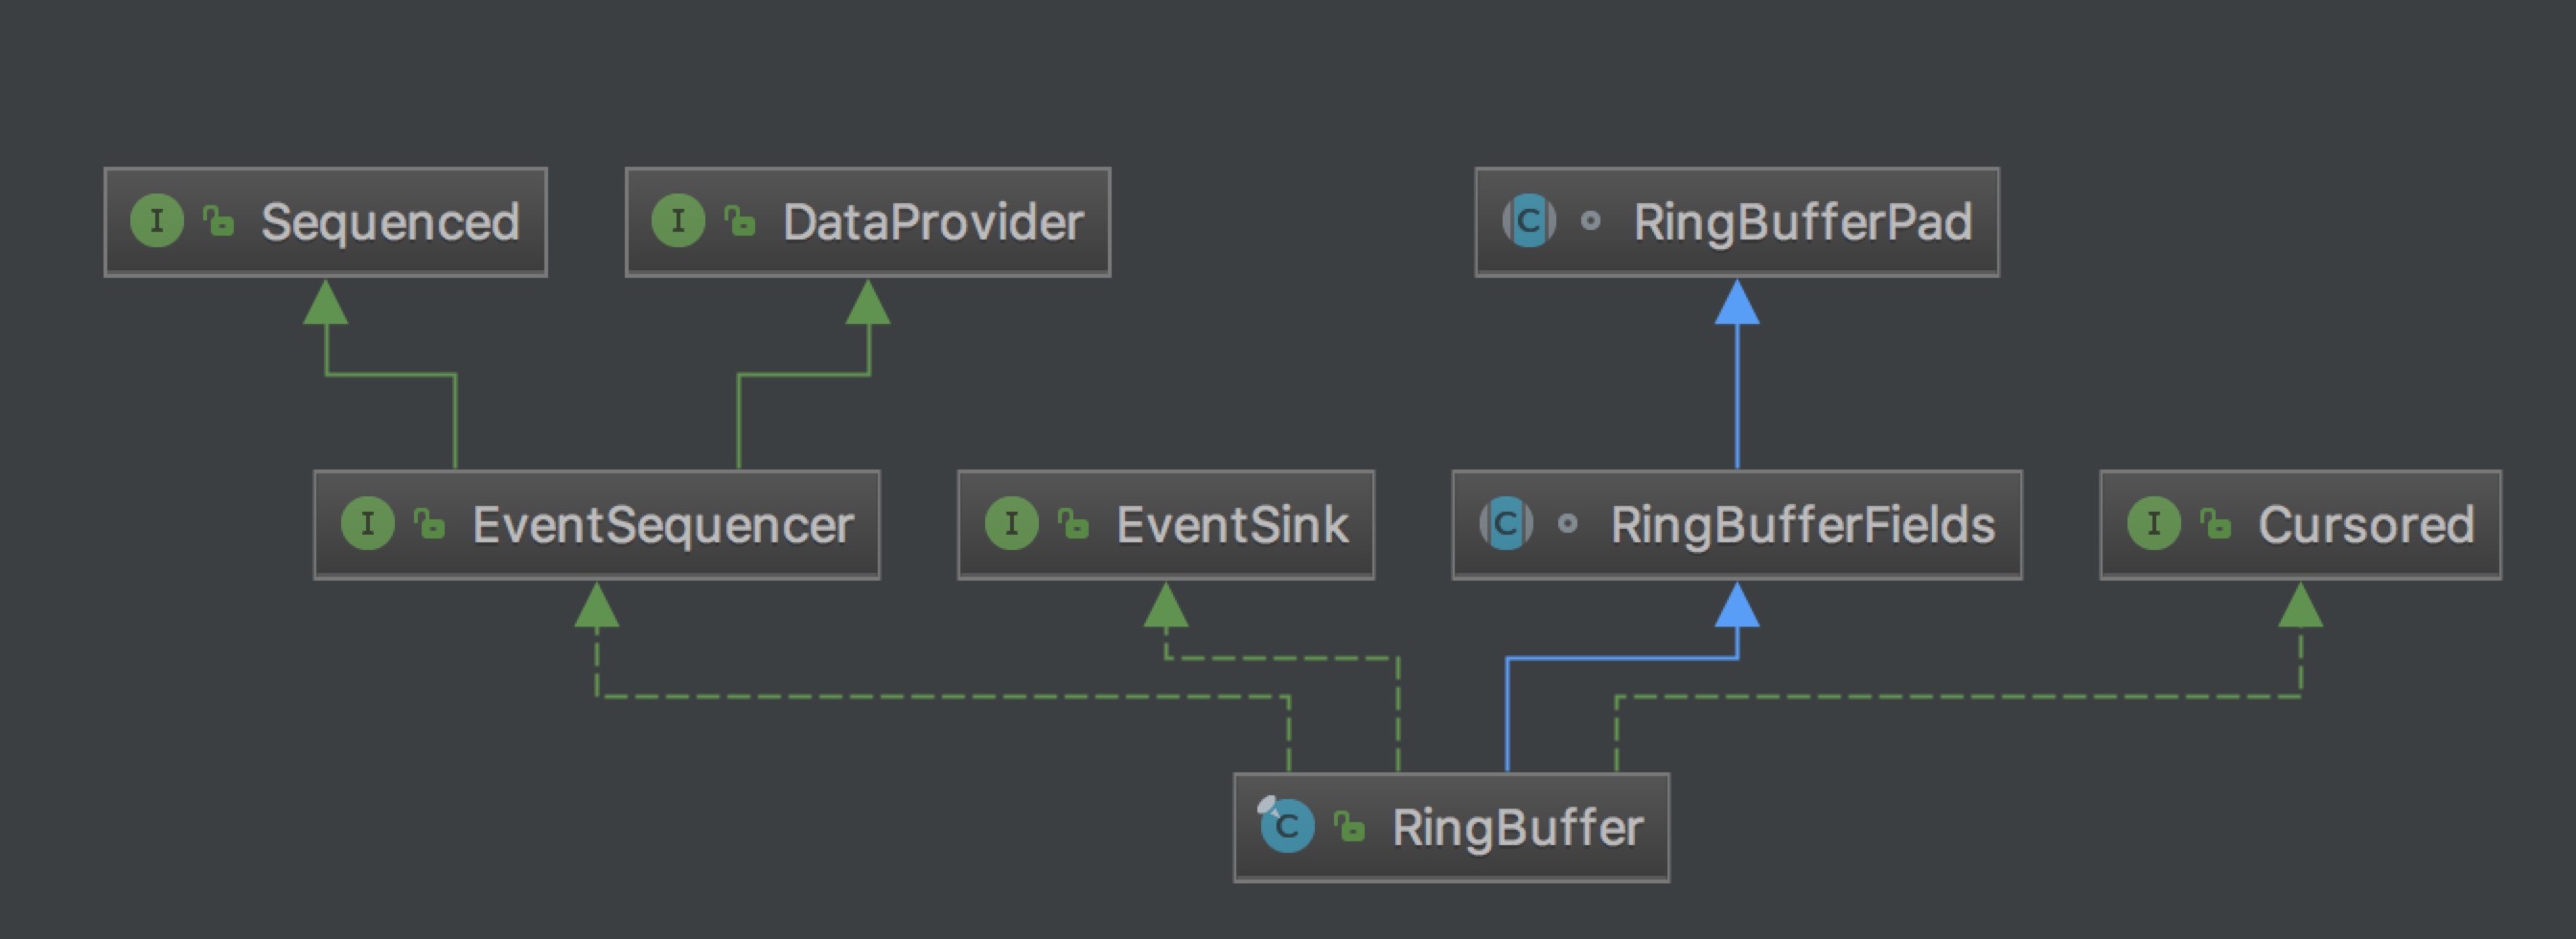 I Sequenced
I DataProvider
C RingBufferPad
I EventSequencer
I EventSink
C RingBufferFields
I Cursored
C RingBuffer